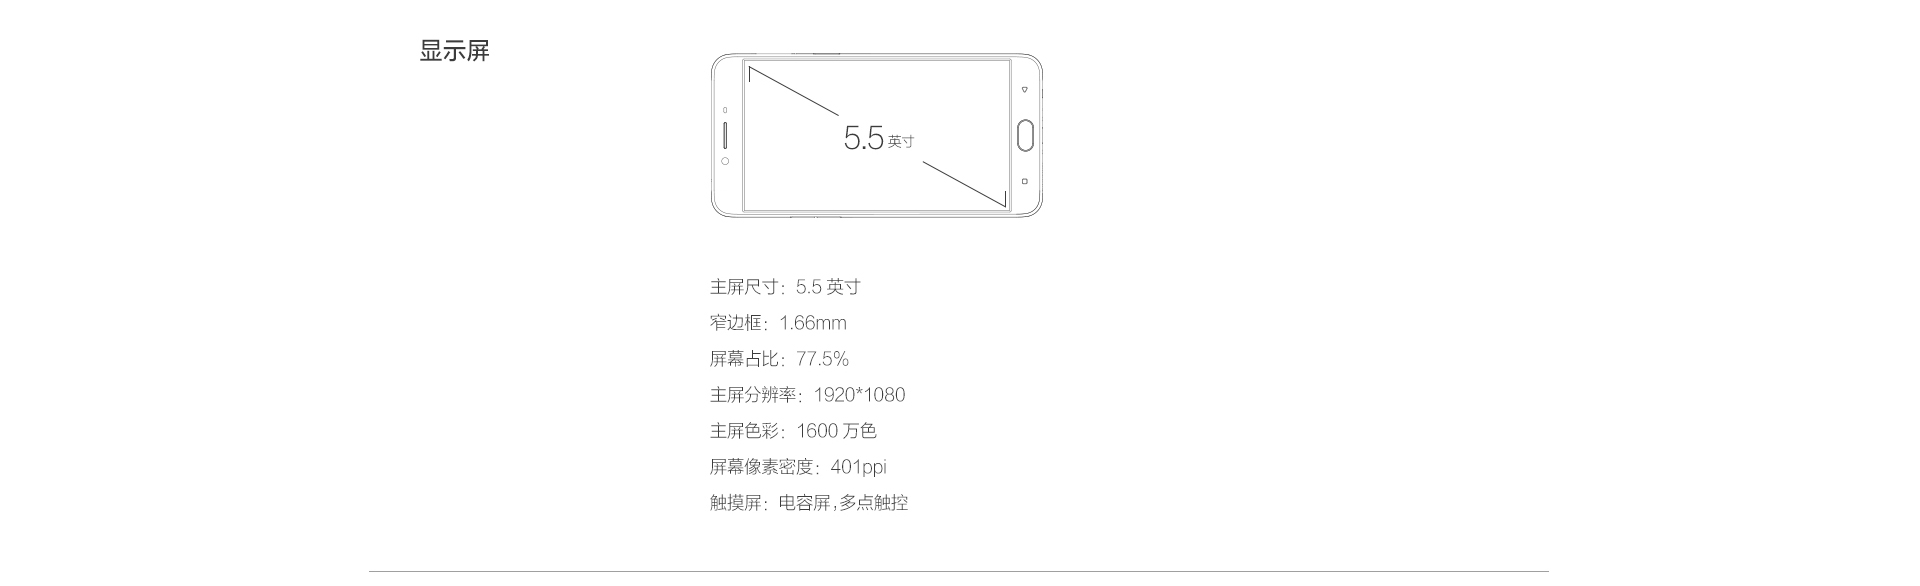 显示屏
5.5 英寸
主屏尺寸：5.5 英寸
窄边框：1.66mm
屏幕占比：77.5%
主屏分辨率：1920*1080
主屏色彩：1600 万色
屏幕像素密度：401ppi
触摸屏：电容屏,多点触控